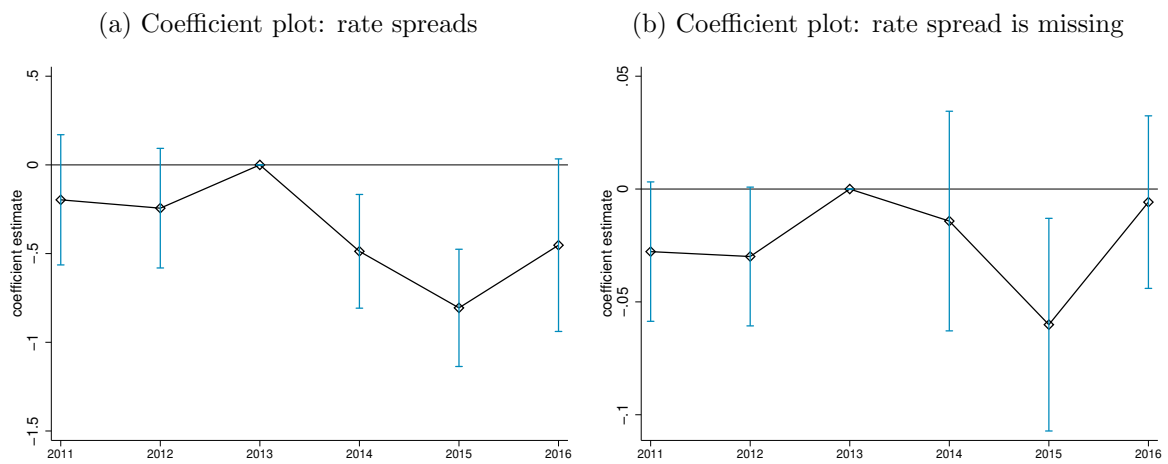 (a) Coefficient plot: rate spreads
coefficient estimate
.5
0
-.5
-1
-1.5
2011 2012 2013 2014 2015 2016
(b) Coefficient plot: rate spread is missing
coefficient estimate
.05
0
-.05
-.1
2011 2012 2013 2014 2015 2016